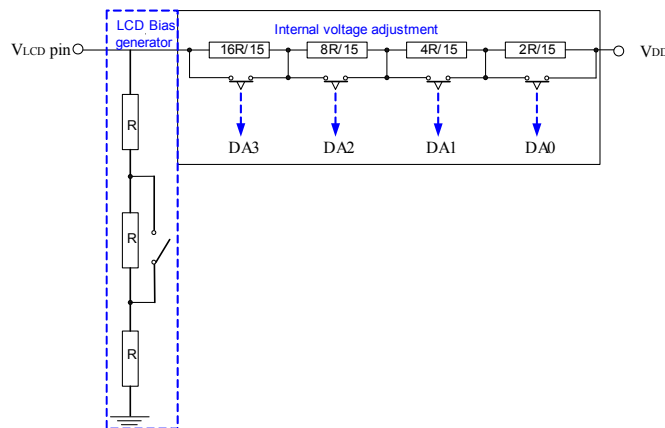 LCD Bias
generator
Internal voltage adjustment
VLCD pin
16R/15
8R/15
4R/15
2R/15
VDD
R
DA3
DA2
DA1
DA0
R
R